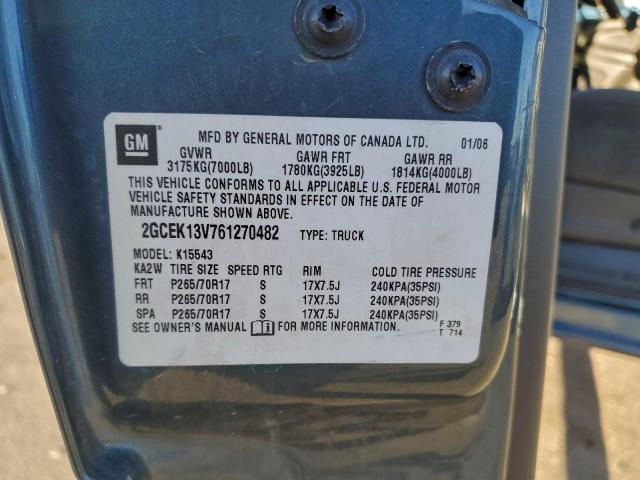 GM
MFD BY GENERAL MOTORS OF CANADA LTD. 01/06
GVWR GAWR FRT GAWR RR
3175KG(7000LB) 1780KG(3925LB) 1814KG(4000LB)
THIS VEHICLE CONFORMS TO ALL APPLICABLE U.S. FEDERAL MOTOR
VEHICLE SAFETY STANDARDS IN EFFECT ON THE DATE OF
MANUFACTURE SHOWN ABOVE.
2GCEK13V761270482 TYPE: TRUCK
MODEL: K15543
KA2W TIRE SIZE SPEED RTG RIM COLD TIRE PRESSURE
FRT P265/70R17 S 17X7.5J 240KPA(35PSI)
RR P265/70R17 S 17X7.5J 240KPA(35PSI)
SPA P265/70R17 S 17X7.5J 240KPA(35PSI)
SEE OWNER'S MANUAL FOR MORE INFORMATION. F 379
T 714